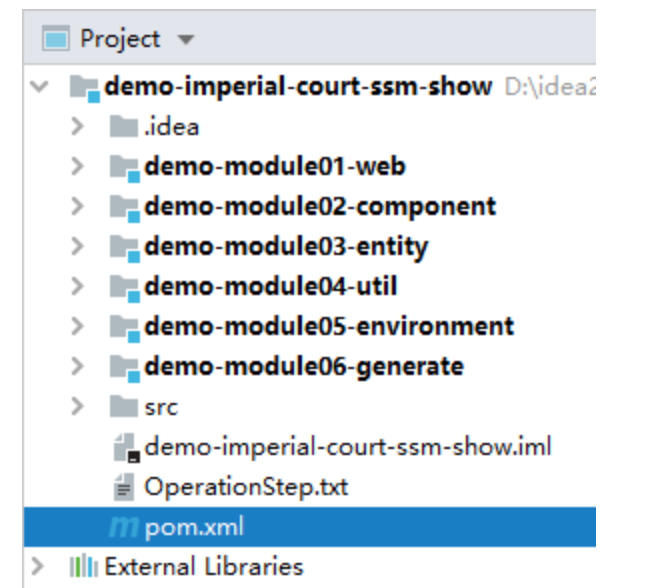 Project
demo-imperial-court-ssm-show D:\idea2
.idea
demo-module01-web
demo-module02-component
demo-module03-entity
demo-module04-util
demo-module05-environment
demo-module06-generate
src
demo-imperial-court-ssm-show.iml
OperationStep.txt
m pom.xml
External Libraries